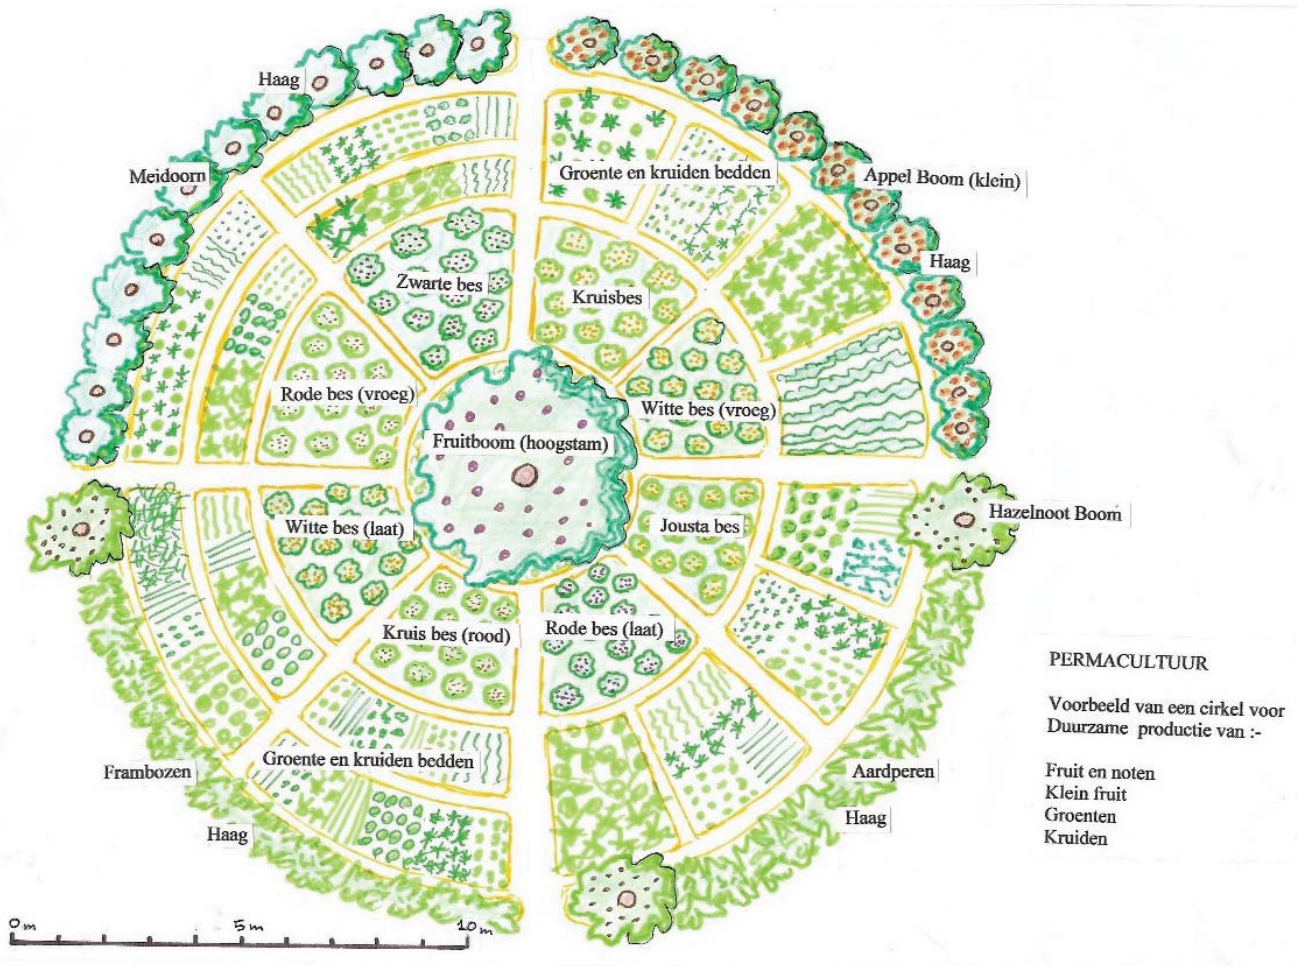 Haag
Meidoorn
Groente en kruiden bedden
Appel Boom (klein)
Haag
Zwarte bes
Kruisbes
Rode bes (vroeg)
Witte bes (vroeg)
Fruitboom (hoogstam)
Witte bes (laat)
Jousta bes
Hazelnoot Boom
Kruis bes (rood)
Rode bes (laat)
Groente en kruiden bedden
Frambozen
Aardperen
Haag
Haag
PERMACULTUUR
Voorbeeld van een cirkel voor
Duurzame productie van :-
Fruit en noten
Klein fruit
Groenten
Kruiden
0 m 5 m 10 m